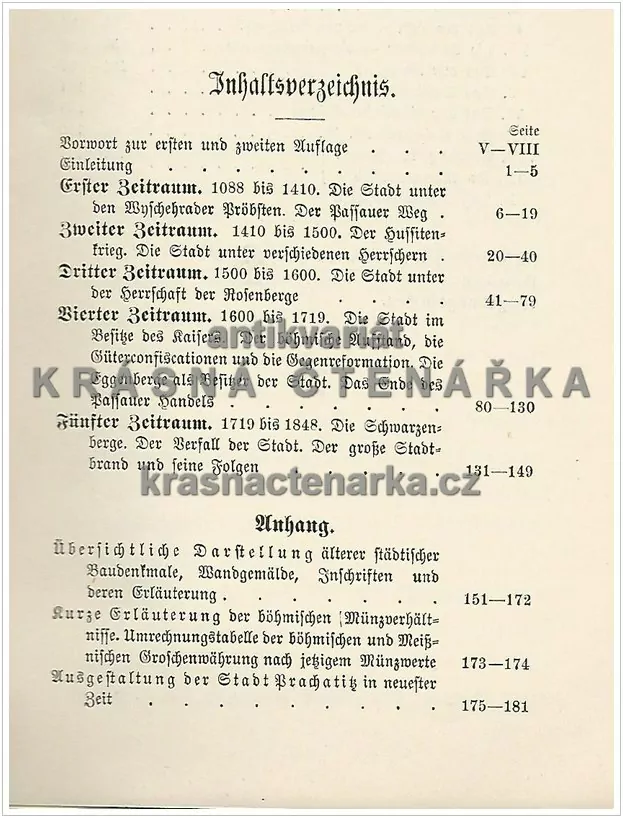 Inhaltsverzeichnis.
Seite
Vorwort zur ersten und zweiten Auflage . . . V—VIII
Einleitung . . . . . . . . . 1—5
Erster Zeitraum. 1088 bis 1410. Die Stadt unter
den Wyschehrader Pröbsten. Der Passauer Weg . 6—19
Zweiter Zeitraum. 1410 bis 1500. Der Hussiten=
krieg. Die Stadt unter verschiedenen Herrschern . 20—40
Dritter Zeitraum. 1500 bis 1600. Die Stadt unter
der Herrschaft der Rosenberge . . . . 41—79
Vierter Zeitraum. 1600 bis 1719. Die Stadt im
Besitze des Kaisers. Der böhmische Aufstand, die
antikvariát
Güterconfiscationen und die Gegenreformation. Die
KRÁSNÁ ČTENÁŘKA
Eggenberge als Besitzer der Stadt. Das Ende des
Passauer Handels . . . . . . . 80—130
Fünfter Zeitraum. 1719 bis 1848. Die Schwarzen=
berge. Der Verfall der Stadt. Der große Stadt=
brand und seine Folgen . . . . . 131—149
krasnactenarka.cz
Anhang.
Übersichtliche Darstellung älterer städtischer
Baudenkmale, Wandgemälde, Inschriften und
deren Erläuterung . . . . . . . 151—172
Kurze Erläuterung der böhmischen Münzverhält=
nisse. Umrechnungstabelle der böhmischen und Meiß=
nischen Groschenwährung nach jetzigem Münzwerte 173—174
Ausgestaltung der Stadt Prachatitz in neuester
Zeit . . . . . . . . . 175—181